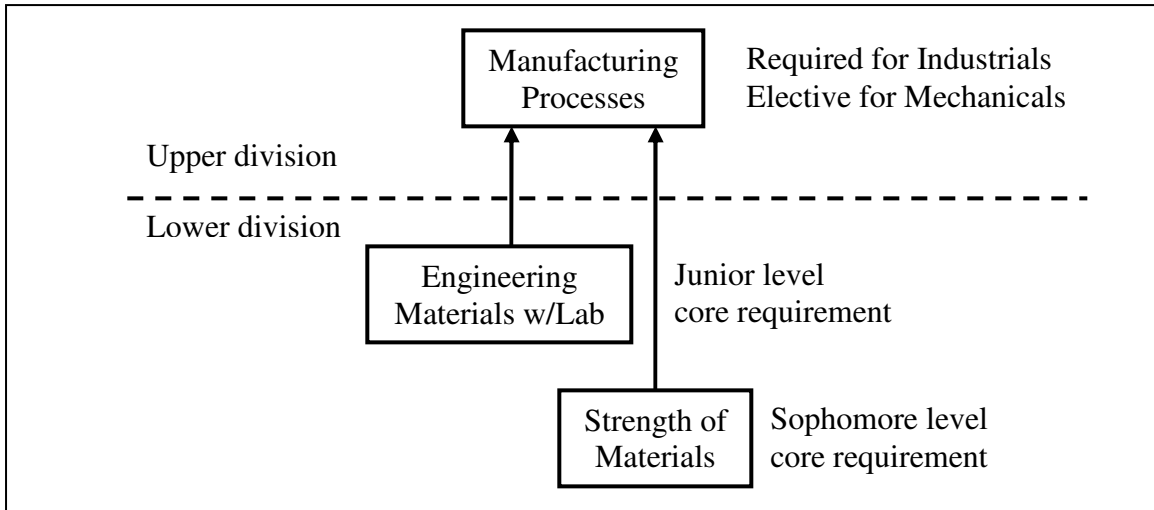 Manufacturing
Processes
Required for Industrials
Elective for Mechanicals
Upper division
Lower division
Engineering
Materials w/Lab
Junior level
core requirement
Strength of
Materials
Sophomore level
core requirement